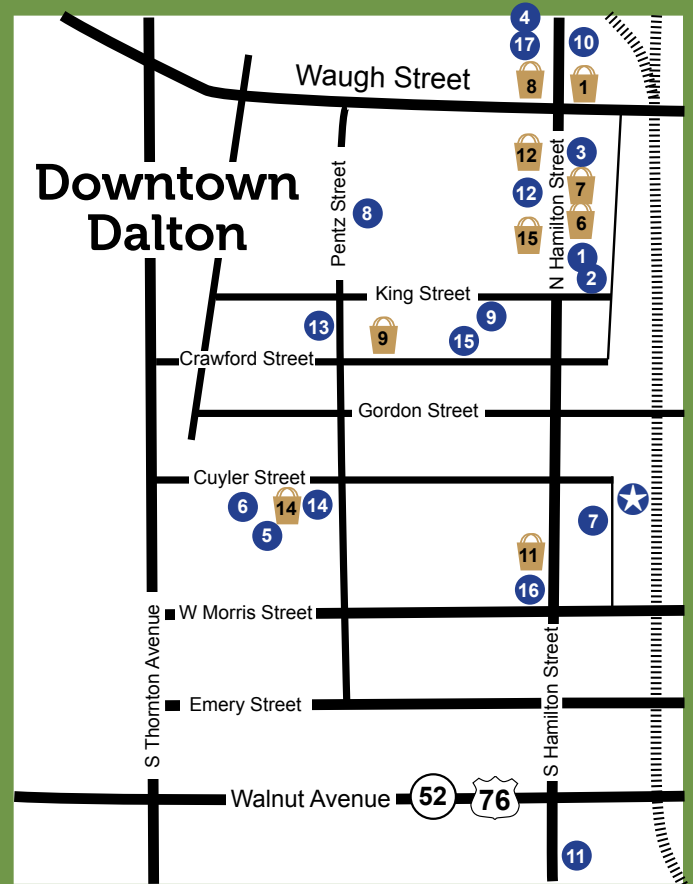 4
17
10
8
1
Waugh Street
12
3
7
12
6
15
1
2
N Hamilton Street
Downtown
Dalton
Pentz Street
8
King Street
9
13
9
15
Crawford Street
Gordon Street
Cuyler Street
6
14
14
5
7
11
16
W Morris Street
S Thornton Avenue
S Hamilton Street
Emery Street
Walnut Avenue
52
76
11